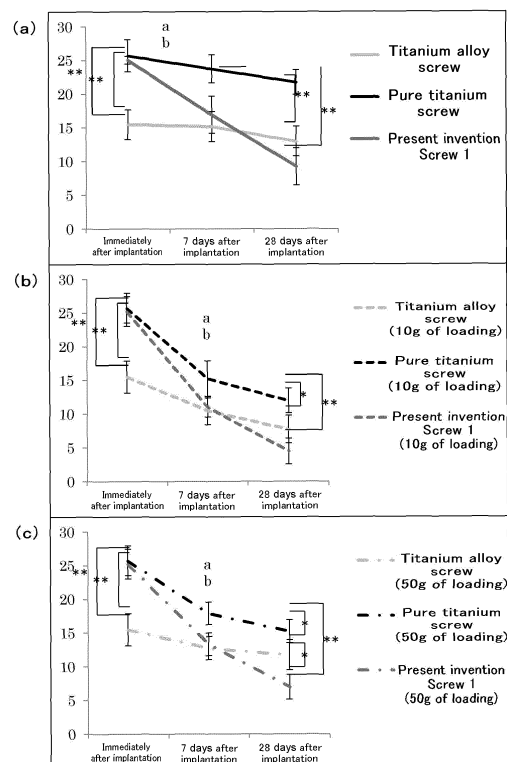 (a)
a
b
30
25
20
15
10
5
0
** **
**
**
Immediately
after implantation
7 days after
implantation
28 days after
implantation
Titanium alloy
screw
Pure titanium
screw
Present invention
Screw 1
(b)
a
b
30
25
20
15
10
5
0
** **
*
**
Immediately
after implantation
7 days after
implantation
28 days after
implantation
Titanium alloy
screw
(10g of loading)
Pure titanium
screw
(10g of loading)
Present invention
Screw 1
(10g of loading)
(c)
a
b
30
25
20
15
10
5
0
** **
*
*
**
Immediately
after implantation
7 days after
implantation
28 days after
implantation
Titanium alloy
screw
(50g of loading)
Pure titanium
screw
(50g of loading)
Present invention
Screw 1
(50g of loading)